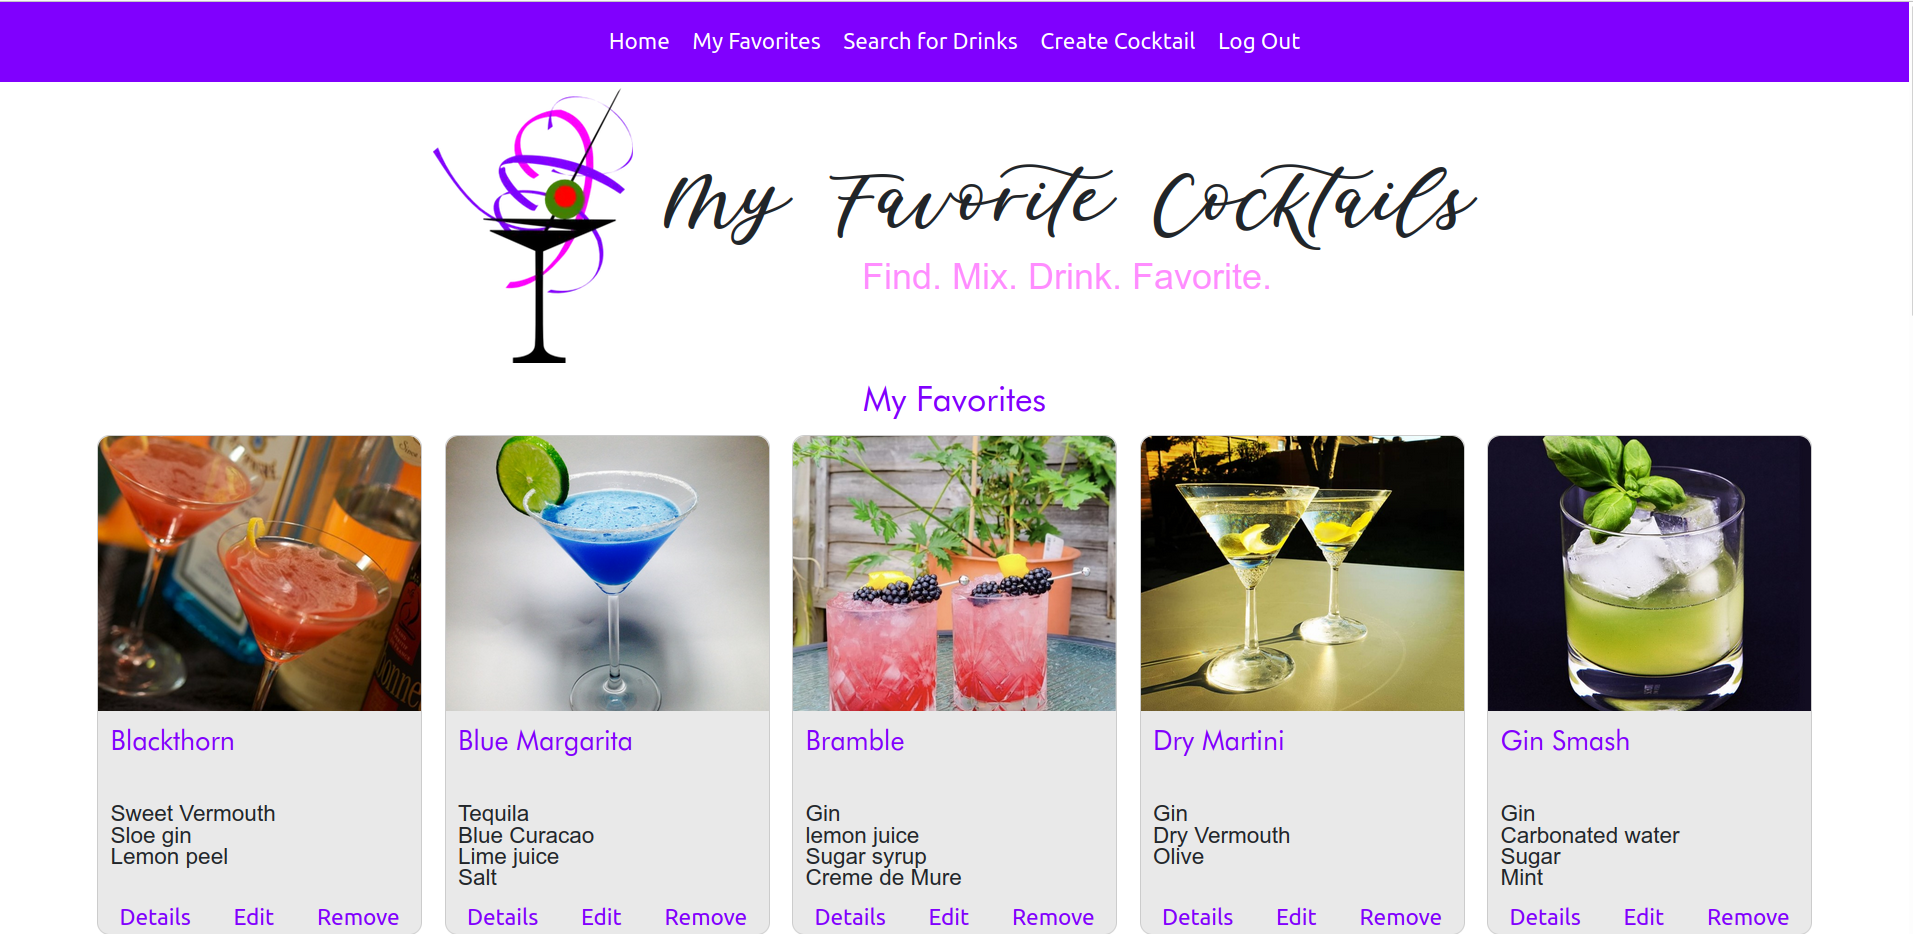 Home My Favorites Search for Drinks Create Cocktail Log Out
My Favorite Cocktails
Find. Mix. Drink. Favorite.
My Favorites
Blackthorn
Sweet Vermouth
Sloe gin
Lemon peel
Details Edit Remove
Blue Margarita
Tequila
Blue Curacao
Lime juice
Salt
Details Edit Remove
Bramble
Gin
lemon juice
Sugar syrup
Creme de Mure
Details Edit Remove
Dry Martini
Gin
Dry Vermouth
Olive
Details Edit Remove
Gin Smash
Gin
Carbonated water
Sugar
Mint
Details Edit Remove